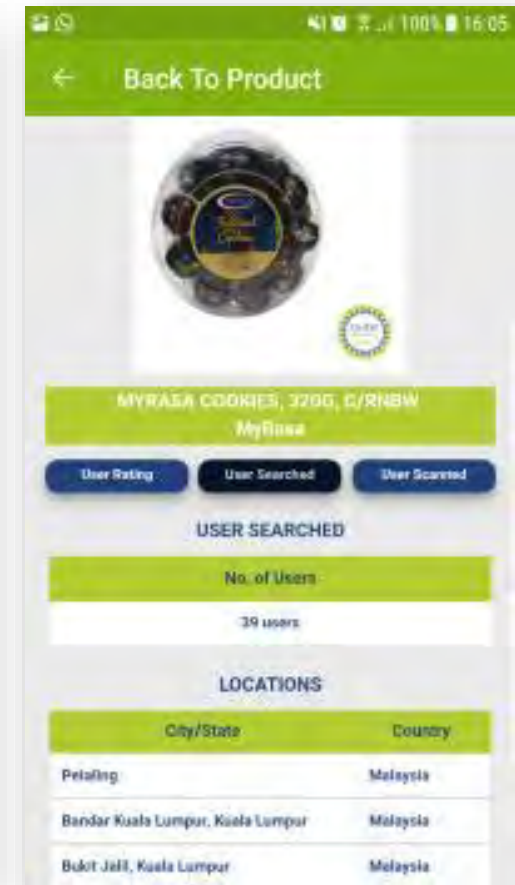 100% 16:05
Back To Product
MYRASA COOKIES, 320G, C/RNBW
MyRasa
User Rating
User Searched
User Scanned
USER SEARCHED
No. of Users
39 users
LOCATIONS
City/State Country
Petaling Malaysia
Bandar Kuala Lumpur, Kuala Lumpur Malaysia
Bukit Jalil, Kuala Lumpur Malaysia